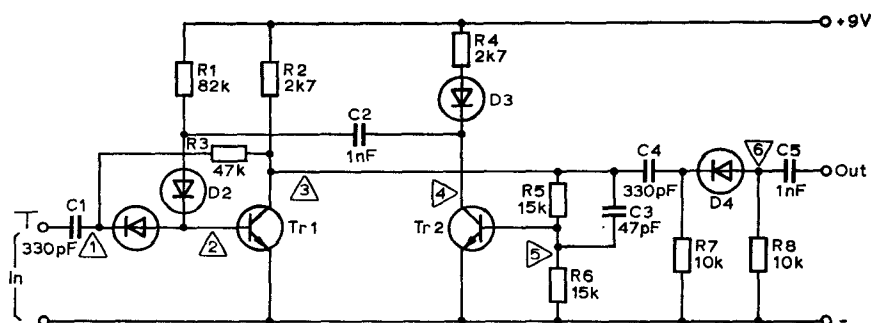 +9V
R4
2k7
R1
82k
R2
2k7
D3
C2
1nF
R3
47k
D2
C1
330pF
1
2
Tr1
3
4
Tr2
R5
15k
5
R6
15k
C3
47pF
C4
330pF
D4
6
C5
1nF
Out
R7
10k
R8
10k
In
-